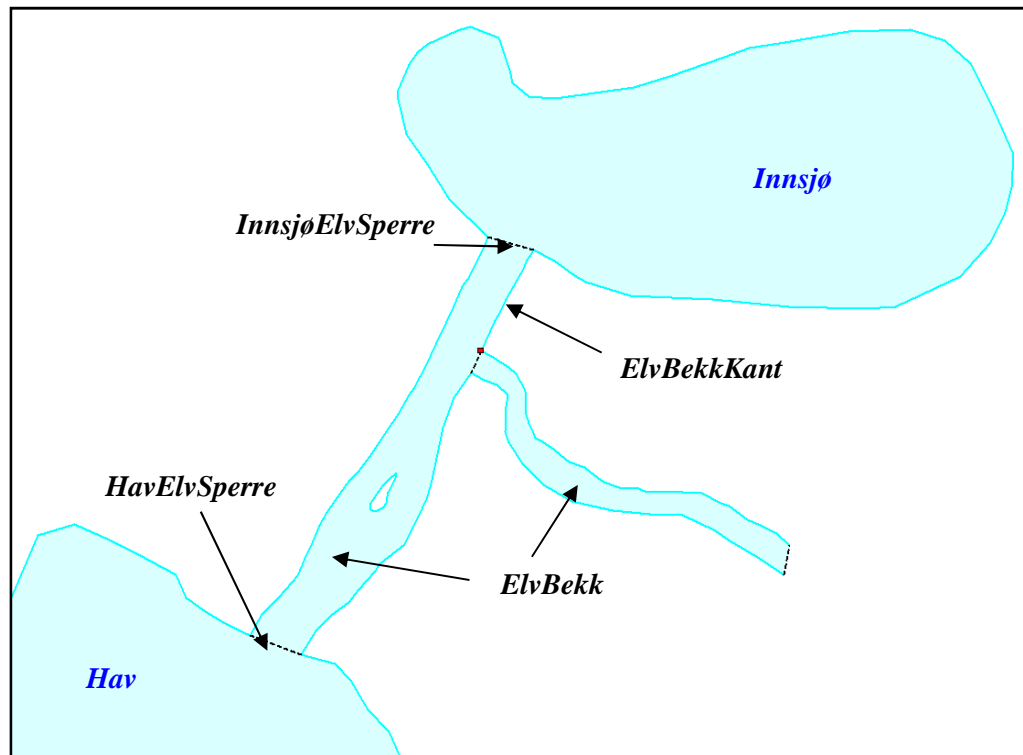 Innsjø
InnsjøElvSperre
ElvBekkKant
HavElvSperre
ElvBekk
Hav